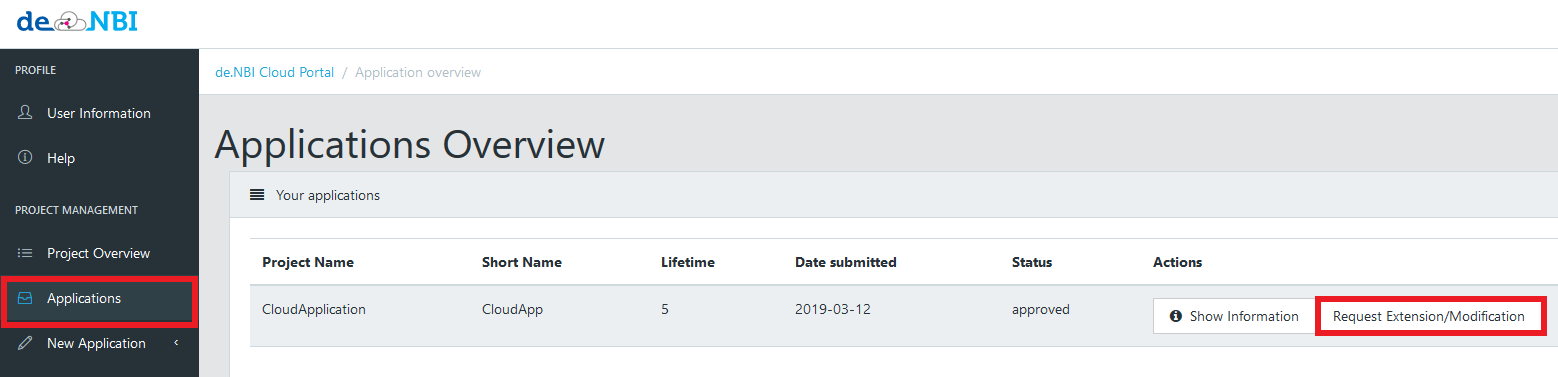 de.NBI
PROFILE
User Information
Help
PROJECT MANAGEMENT
Project Overview
Applications
New Application
de.NBI Cloud Portal / Application overview
Applications Overview
Your applications
Project Name Short Name Lifetime Date submitted Status Actions
CloudApplication CloudApp 5 2019-03-12 approved Show Information Request Extension/Modification